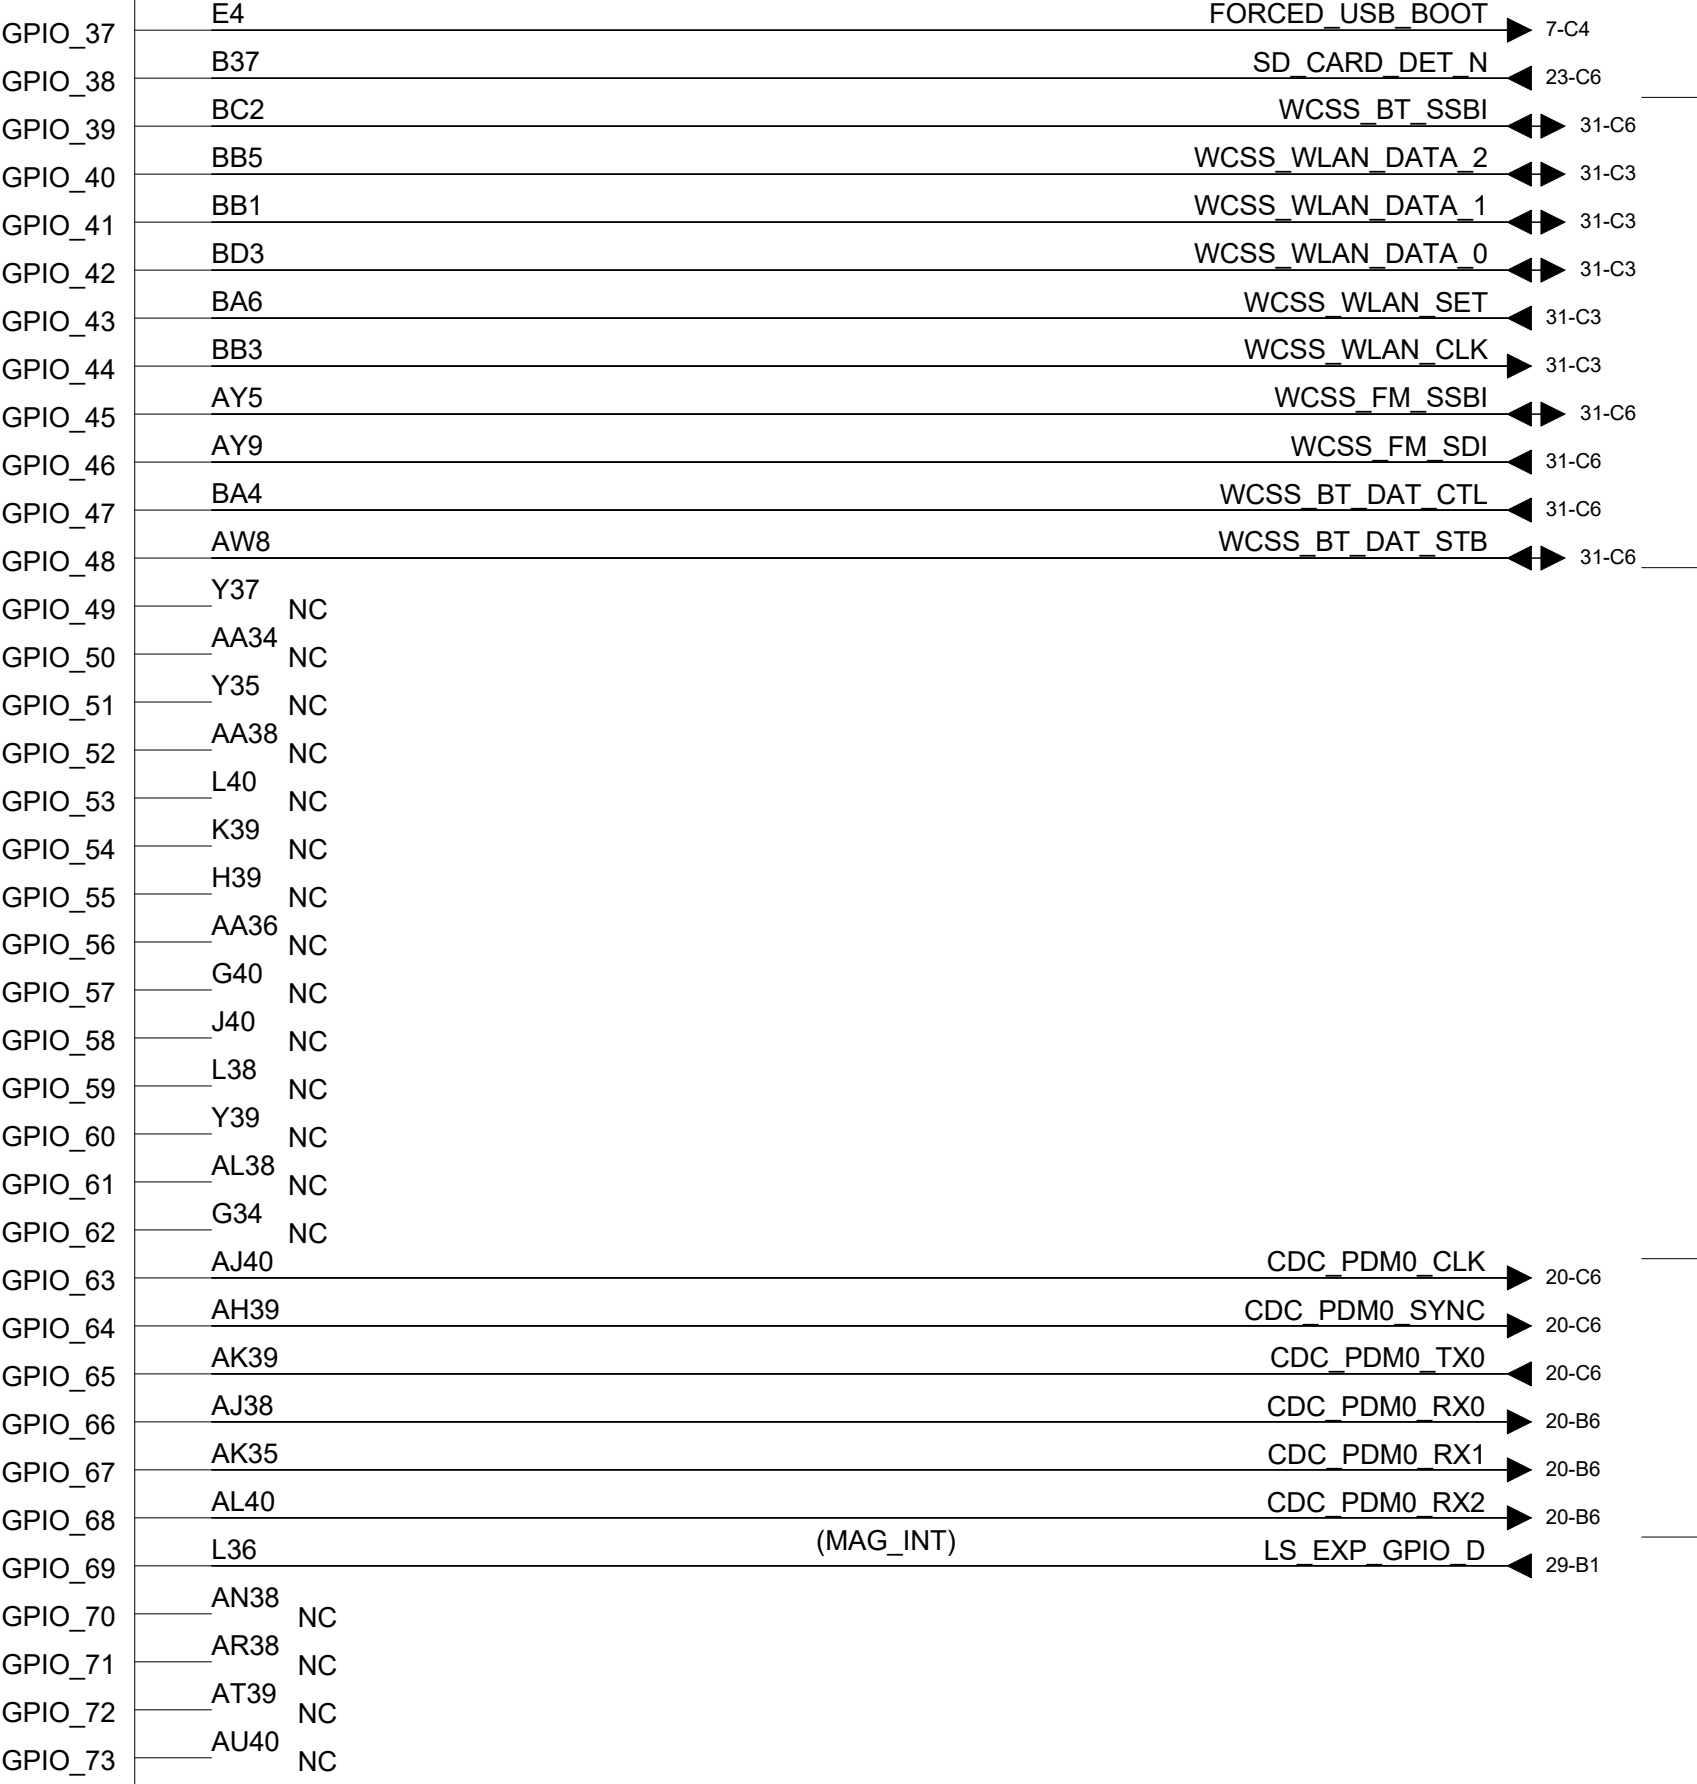 GPIO_37 E4 FORCED_USB_BOOT 7-C4
GPIO_38 B37 SD_CARD_DET_N 23-C6
GPIO_39 BC2 WCSS_BT_SSBI 31-C6
GPIO_40 BB5 WCSS_WLAN_DATA_2 31-C3
GPIO_41 BB1 WCSS_WLAN_DATA_1 31-C3
GPIO_42 BD3 WCSS_WLAN_DATA_0 31-C3
GPIO_43 BA6 WCSS_WLAN_SET 31-C3
GPIO_44 BB3 WCSS_WLAN_CLK 31-C3
GPIO_45 AY5 WCSS_FM_SSBI 31-C6
GPIO_46 AY9 WCSS_FM_SDI 31-C6
GPIO_47 BA4 WCSS_BT_DAT_CTL 31-C6
GPIO_48 AW8 WCSS_BT_DAT_STB 31-C6
GPIO_49 Y37 NC
GPIO_50 AA34 NC
GPIO_51 Y35 NC
GPIO_52 AA38 NC
GPIO_53 L40 NC
GPIO_54 K39 NC
GPIO_55 H39 NC
GPIO_56 AA36 NC
GPIO_57 G40 NC
GPIO_58 J40 NC
GPIO_59 L38 NC
GPIO_60 Y39 NC
GPIO_61 AL38 NC
GPIO_62 G34 NC
GPIO_63 AJ40 CDC_PDM0_CLK 20-C6
GPIO_64 AH39 CDC_PDM0_SYNC 20-C6
GPIO_65 AK39 CDC_PDM0_TX0 20-C6
GPIO_66 AJ38 CDC_PDM0_RX0 20-B6
GPIO_67 AK35 CDC_PDM0_RX1 20-B6
GPIO_68 AL40 CDC_PDM0_RX2 20-B6
GPIO_69 L36 (MAG_INT) LS_EXP_GPIO_D 29-B1
GPIO_70 AN38 NC
GPIO_71 AR38 NC
GPIO_72 AT39 NC
GPIO_73 AU40 NC